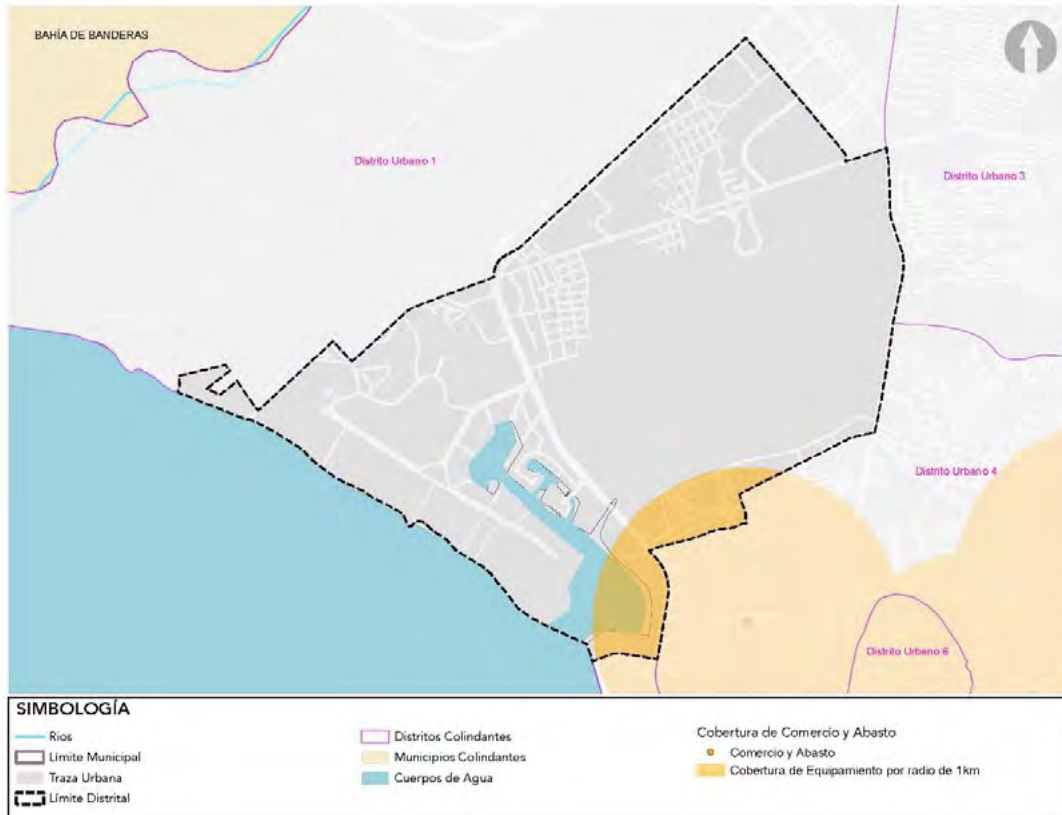 BAHÍA DE BANDERAS
Distrito Urbano 1
Distrito Urbano 3
Distrito Urbano 4
Distrito Urbano 6
SIMBOLOGÍA
Rios
Límite Municipal
Traza Urbana
Límite Distrital
Distritos Colindantes
Municipios Colindantes
Cuerpos de Agua
Cobertura de Comercio y Abasto
Comercio y Abasto
Cobertura de Equipamiento por radio de 1km